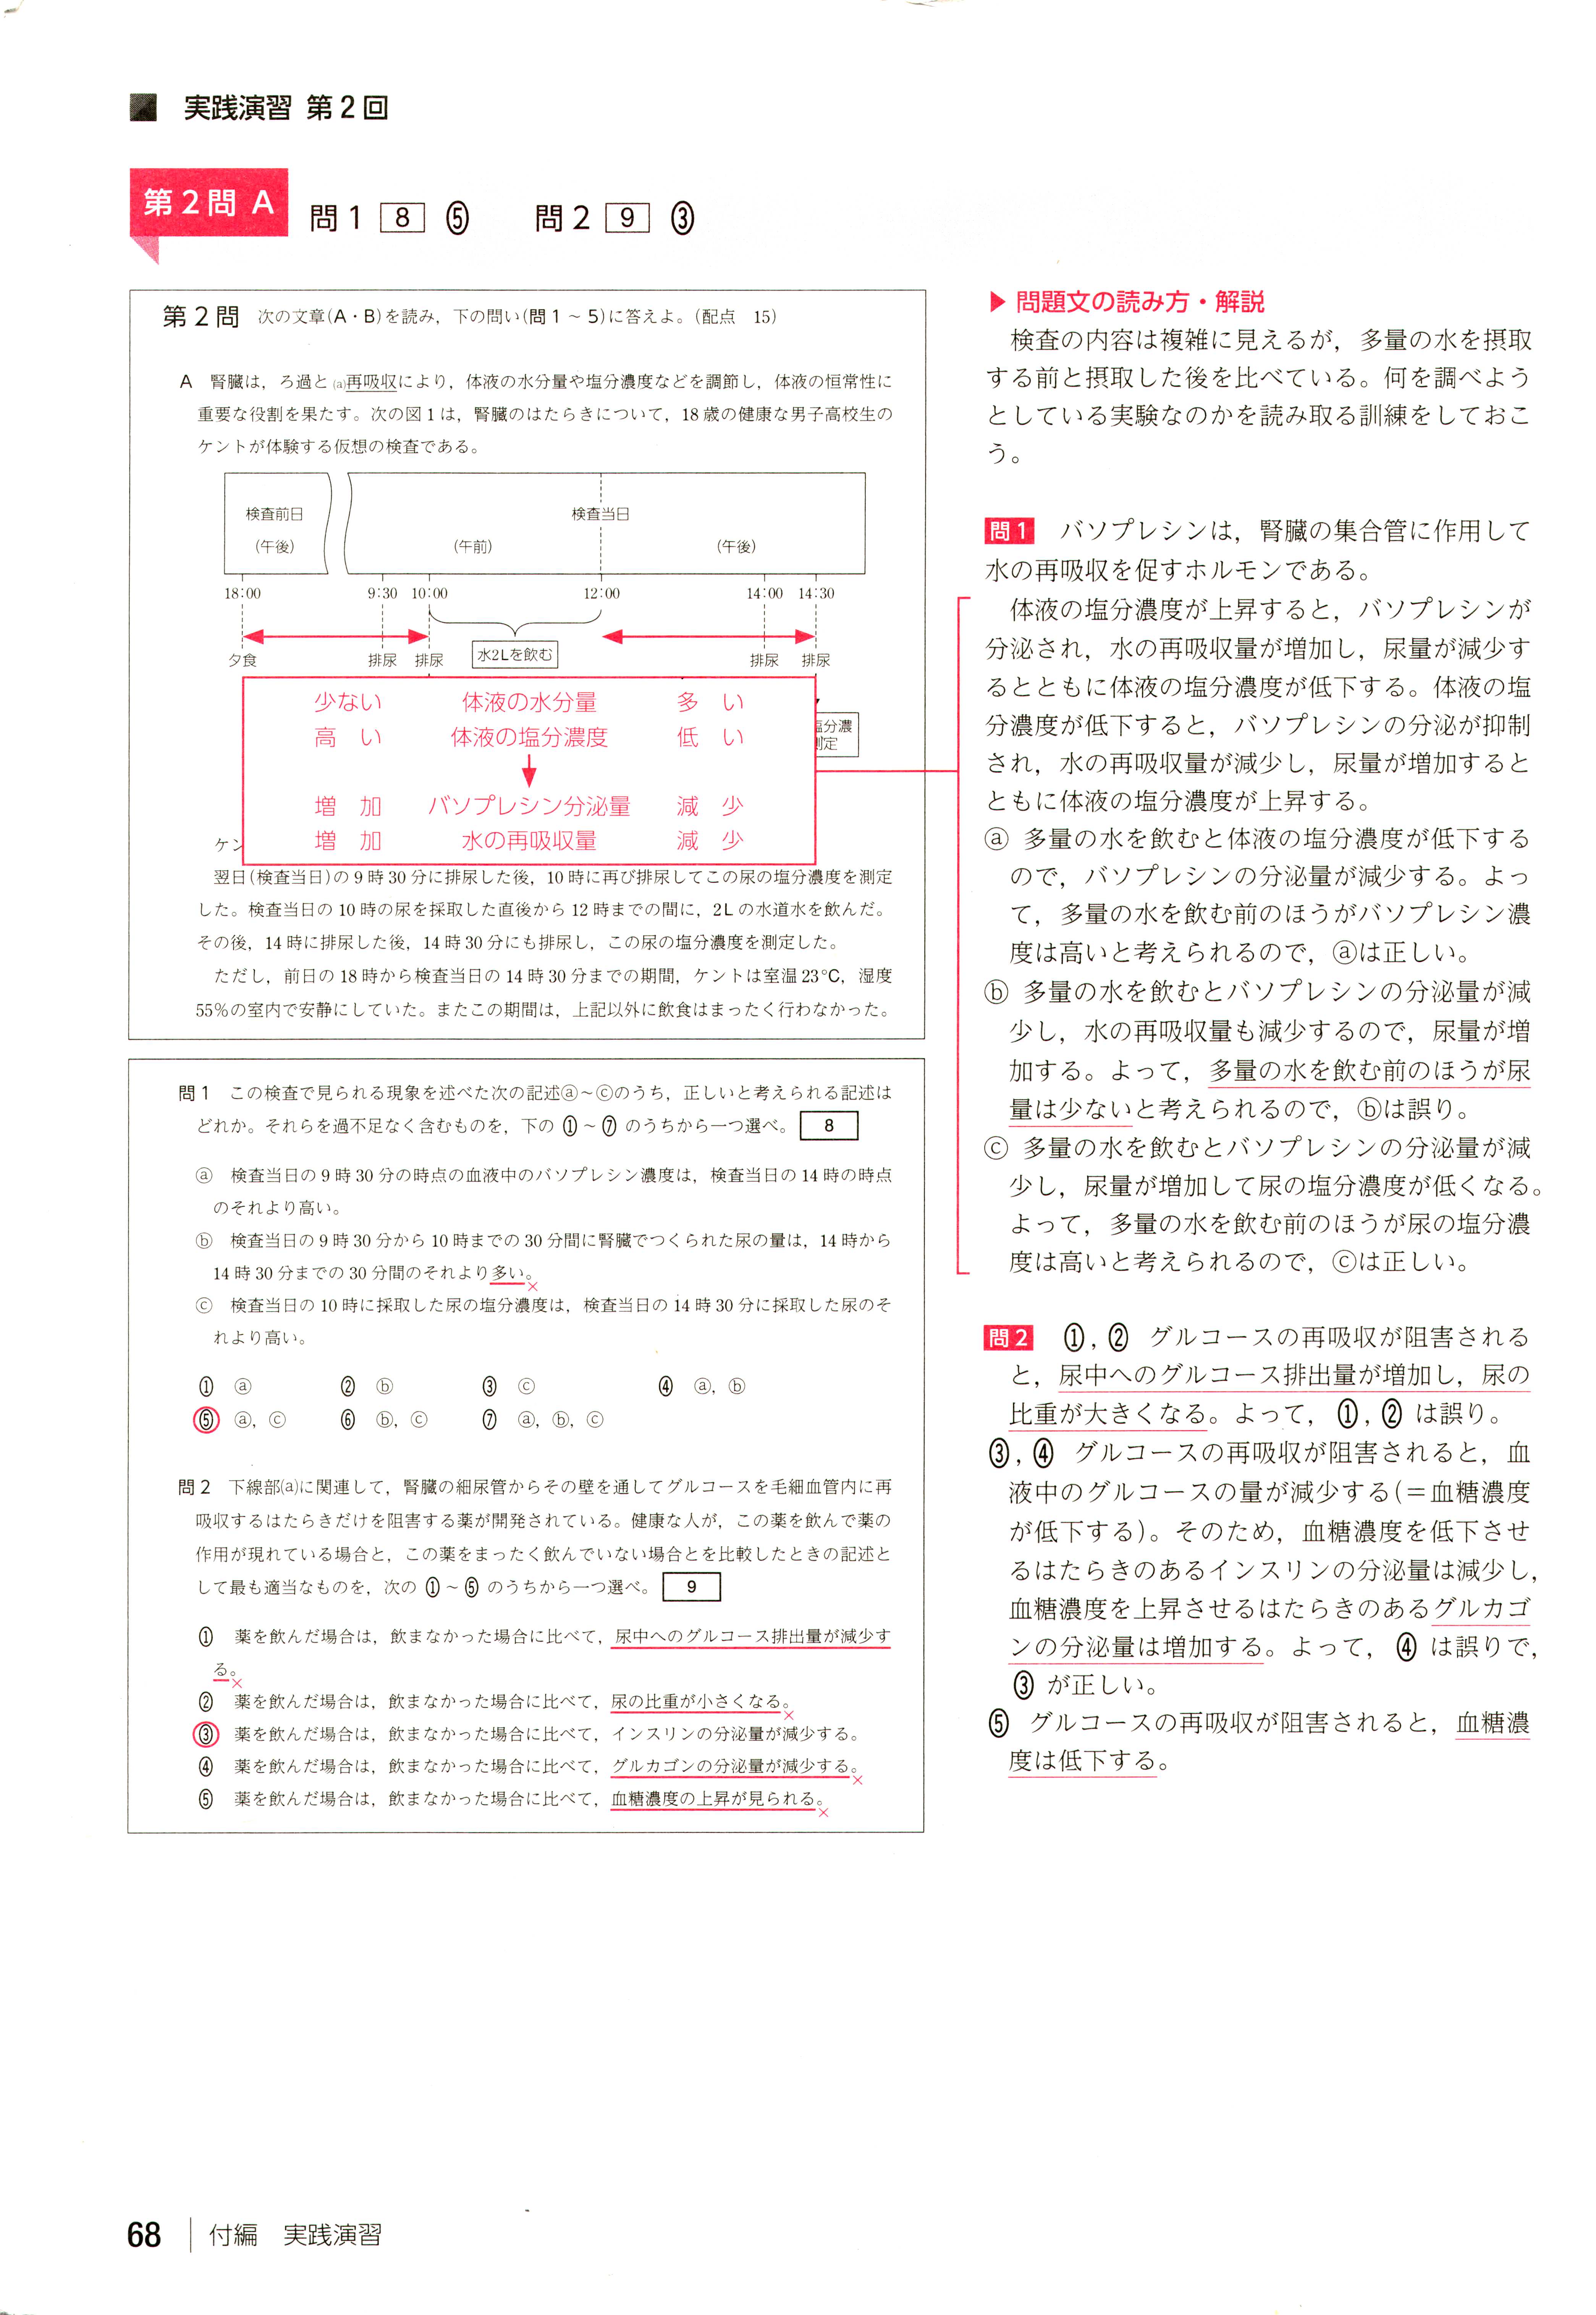 実践演習 第2回
第2問 A
問1 8 ⑤ 問2 9 ③
第2問 次の文章(A・B)を読み，下の問い(問1～5)に答えよ。(配点 15)
A 腎臓は，ろ過と(a)再吸収により，体液の水分量や塩分濃度などを調節し，体液の恒常性に
重要な役割を果たす。次の図1は，腎臓のはたらきについて，18歳の健康な男子高校生の
ケントが体験する仮想の検査である。
検査前日 検査当日
(午後) (午前) (午後)
18:00 9:30 10:00 12:00 14:00 14:30
夕食 排尿 排尿 水2Lを飲む 排尿 排尿
少ない 体液の水分量 多い
塩分濃
高い 体液の塩分濃度 低い
測定
増加 バソプレシン分泌量 減少
増加 水の再吸収量 減少
ケン
翌日(検査当日)の9時30分に排尿した後，10時に再び排尿してこの尿の塩分濃度を測定
した。検査当日の10時の尿を採取した直後から12時までの間に，2Lの水道水を飲んだ。
その後，14時に排尿した後，14時30分にも排尿し，この尿の塩分濃度を測定した。
ただし，前日の18時から検査当日の14時30分までの期間，ケントは室温23℃，湿度
55%の室内で安静にしていた。またこの期間は，上記以外に飲食はまったく行わなかった。
問1 この検査で見られる現象を述べた次の記述ⓐ～ⓒのうち，正しいと考えられる記述は
どれか。それらを過不足なく含むものを，下の①～⑦のうちから一つ選べ。 8
ⓐ 検査当日の9時30分の時点の血液中のバソプレシン濃度は，検査当日の14時の時点
のそれより高い。
ⓑ 検査当日の9時30分から10時までの30分間に腎臓でつくられた尿の量は，14時から
14時30分までの30分間のそれより多い。×
ⓒ 検査当日の10時に採取した尿の塩分濃度は，検査当日の14時30分に採取した尿のそ
れより高い。
① ⓐ ② ⓑ ③ ⓒ ④ ⓐ，ⓑ
⑤ ⓐ，ⓒ ⑥ ⓑ，ⓒ ⑦ ⓐ，ⓑ，ⓒ
問2 下線部(a)に関連して，腎臓の細尿管からその壁を通してグルコースを毛細血管内に再
吸収するはたらきだけを阻害する薬が開発されている。健康な人が，この薬を飲んで薬の
作用が現れている場合と，この薬をまったく飲んでいない場合とを比較したときの記述と
して最も適当なものを，次の①～⑤のうちから一つ選べ。 9
① 薬を飲んだ場合は，飲まなかった場合に比べて，尿中へのグルコース排出量が減少す
る。×
② 薬を飲んだ場合は，飲まなかった場合に比べて，尿の比重が小さくなる。×
③ 薬を飲んだ場合は，飲まなかった場合に比べて，インスリンの分泌量が減少する。
④ 薬を飲んだ場合は，飲まなかった場合に比べて，グルカゴンの分泌量が減少する。×
⑤ 薬を飲んだ場合は，飲まなかった場合に比べて，血糖濃度の上昇が見られる。×
▶問題文の読み方・解説
検査の内容は複雑に見えるが，多量の水を摂取
する前と摂取した後を比べている。何を調べよう
としている実験なのかを読み取る訓練をしておこ
う。
問1 バソプレシンは，腎臓の集合管に作用して
水の再吸収を促すホルモンである。
体液の塩分濃度が上昇すると，バソプレシンが
分泌され，水の再吸収量が増加し，尿量が減少す
るとともに体液の塩分濃度が低下する。体液の塩
分濃度が低下すると，バソプレシンの分泌が抑制
され，水の再吸収量が減少し，尿量が増加すると
ともに体液の塩分濃度が上昇する。
ⓐ 多量の水を飲むと体液の塩分濃度が低下する
ので，バソプレシンの分泌量が減少する。よっ
て，多量の水を飲む前のほうがバソプレシン濃
度は高いと考えられるので，ⓐは正しい。
ⓑ 多量の水を飲むとバソプレシンの分泌量が減
少し，水の再吸収量も減少するので，尿量が増
加する。よって，多量の水を飲む前のほうが尿
量は少ないと考えられるので，ⓑは誤り。
ⓒ 多量の水を飲むとバソプレシンの分泌量が減
少し，尿量が増加して尿の塩分濃度が低くなる。
よって，多量の水を飲む前のほうが尿の塩分濃
度は高いと考えられるので，ⓒは正しい。
問2 ①，② グルコースの再吸収が阻害される
と，尿中へのグルコース排出量が増加し，尿の
比重が大きくなる。よって，①，②は誤り。
③，④ グルコースの再吸収が阻害されると，血
液中のグルコースの量が減少する(＝血糖濃度
が低下する)。そのため，血糖濃度を低下させ
るはたらきのあるインスリンの分泌量は減少し，
血糖濃度を上昇させるはたらきのあるグルカゴ
ンの分泌量は増加する。よって，④は誤りで，
③が正しい。
⑤ グルコースの再吸収が阻害されると，血糖濃
度は低下する。
68 付編 実践演習